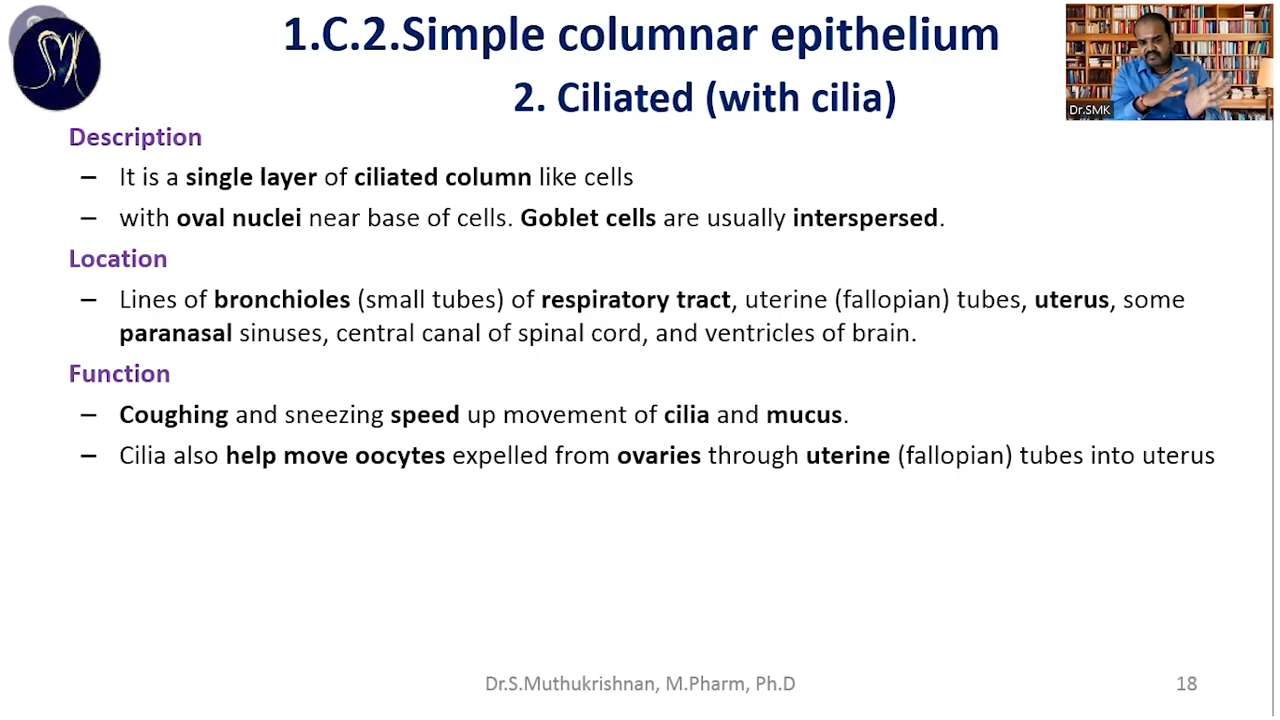 1.C.2.Simple columnar epithelium
2. Ciliated (with cilia)
Dr.SMK
Description
– It is a single layer of ciliated column like cells
– with oval nuclei near base of cells. Goblet cells are usually interspersed.
Location
– Lines of bronchioles (small tubes) of respiratory tract, uterine (fallopian) tubes, uterus, some
paranasal sinuses, central canal of spinal cord, and ventricles of brain.
Function
– Coughing and sneezing speed up movement of cilia and mucus.
– Cilia also help move oocytes expelled from ovaries through uterine (fallopian) tubes into uterus
Dr.S.Muthukrishnan, M.Pharm, Ph.D
18